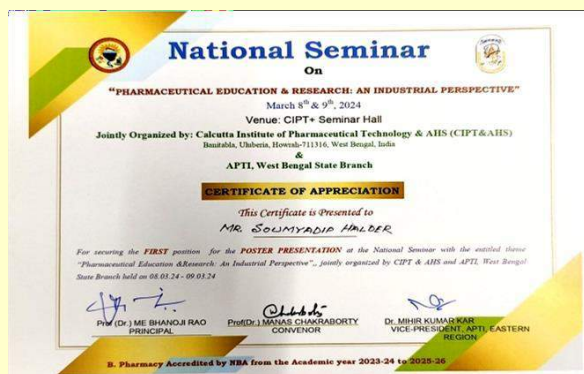 National Seminar
On
"PHARMACEUTICAL EDUCATION & RESEARCH: AN INDUSTRIAL PERSPECTIVE"
March 8th & 9th, 2024
Venue: CIPT+ Seminar Hall
Jointly Organized by: Calcutta Institute of Pharmaceutical Technology & AHS (CIPT&AHS)
Banitabla, Uluberia, Howrah-711316, West Bengal, India
&
APTI, West Bengal State Branch
CERTIFICATE OF APPRECIATION
This Certificate is Presented to
MR. SOUMYADIP HALDER
For securing the FIRST position for the POSTER PRESENTATION at the National Seminar with the entitled theme
"Pharmaceutical Education &Research: An Industrial Perspective", jointly organized by CIPT & AHS and APTI, West Bengal
State Branch held on 08.03.24 - 09.03.24
Prof (Dr.) ME BHANOJI RAO
PRINCIPAL
Prof(Dr.) MANAS CHAKRABORTY
CONVENOR
Dr. MIHIR KUMAR KAR
VICE-PRESIDENT, APTI, EASTERN
REGION
B. Pharmacy Accredited by NBA from the Academic year 2023-24 to 2025-26